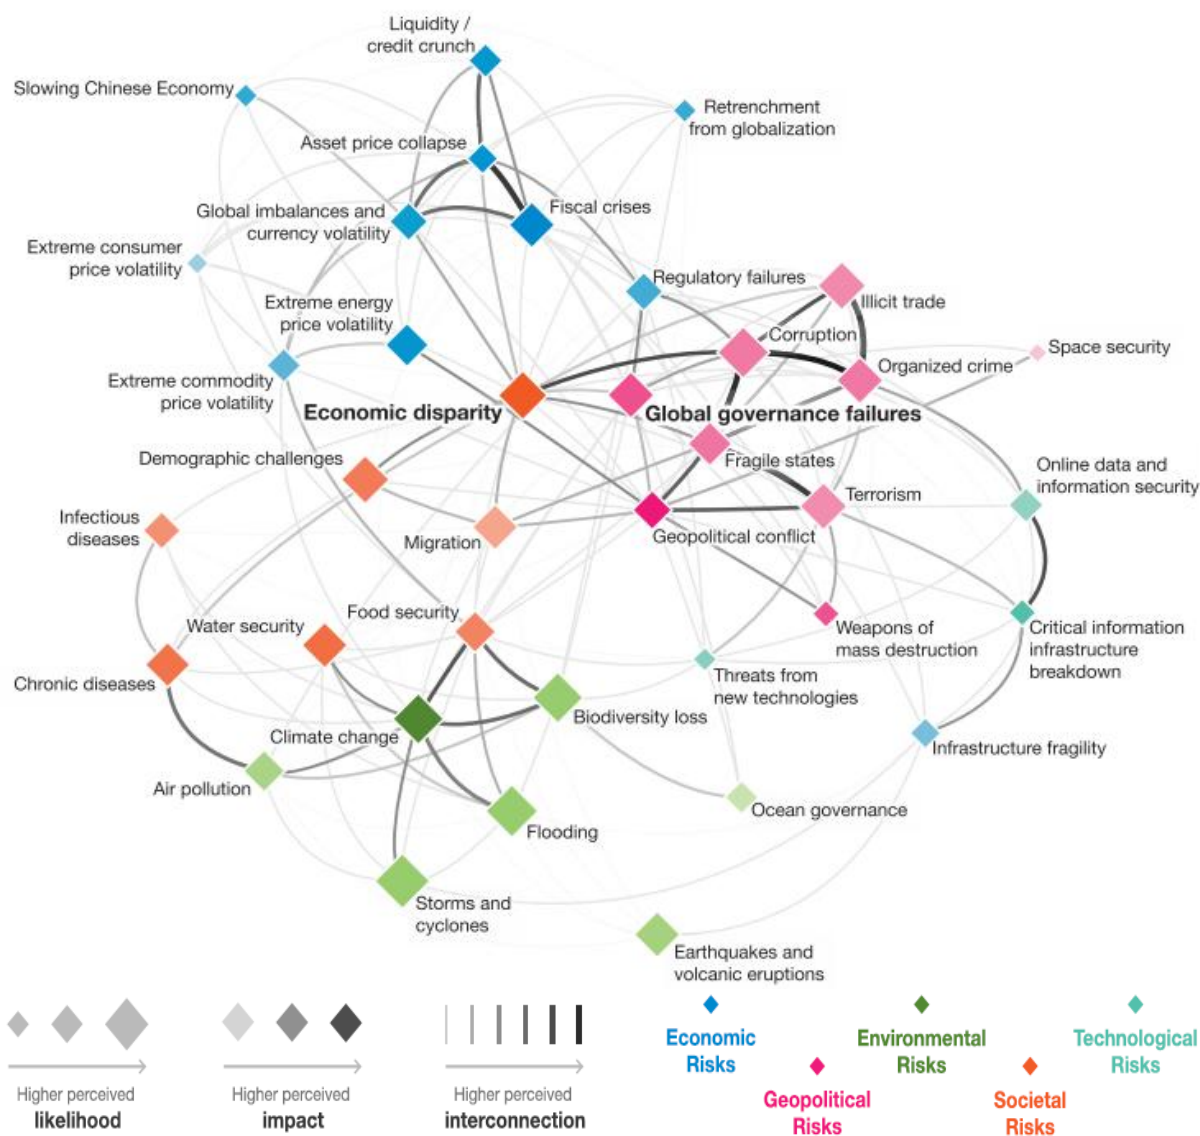 Liquidity /
credit crunch
Slowing Chinese Economy
Retrenchment
from globalization
Asset price collapse
Global imbalances and
currency volatility
Fiscal crises
Extreme consumer
price volatility
Regulatory failures
Illicit trade
Extreme energy
price volatility
Corruption
Space security
Organized crime
Extreme commodity
price volatility
Economic disparity
Global governance failures
Demographic challenges
Fragile states
Online data and
information security
Terrorism
Infectious
diseases
Migration
Geopolitical conflict
Food security
Water security
Weapons of
mass destruction
Critical information
infrastructure
breakdown
Chronic diseases
Threats from
new technologies
Biodiversity loss
Climate change
Infrastructure fragility
Air pollution
Ocean governance
Flooding
Storms and
cyclones
Earthquakes and
volcanic eruptions
Higher perceived
likelihood
Higher perceived
impact
Higher perceived
interconnection
Economic
Risks
Geopolitical
Risks
Environmental
Risks
Societal
Risks
Technological
Risks